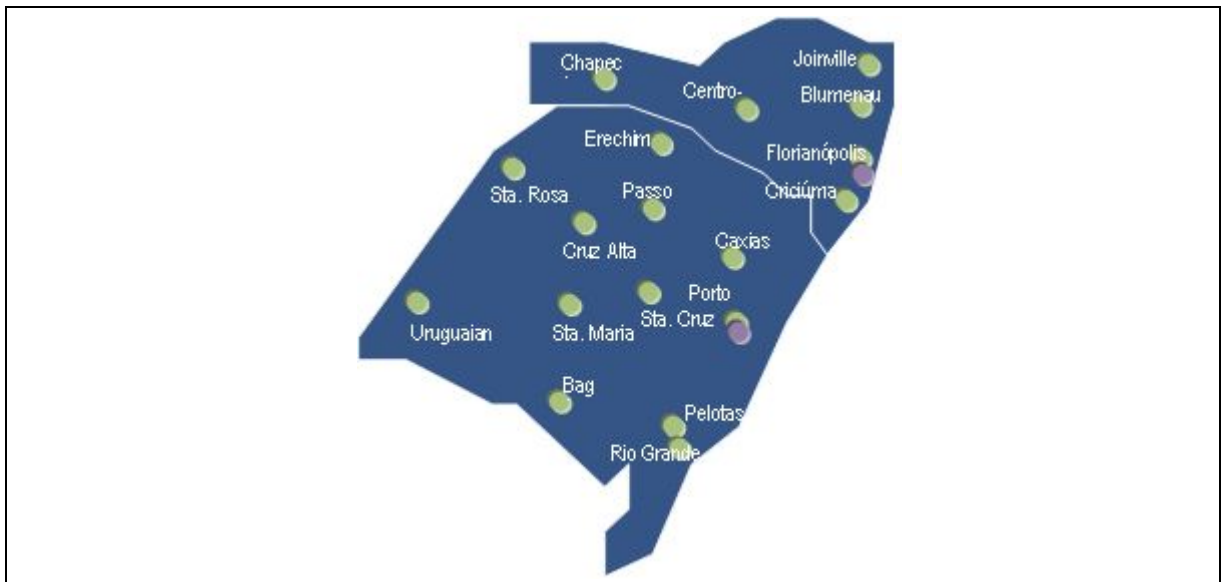 Joinville
Chapec
Centro-
Blumenau
Erechim
Florianópolis
Sta. Rosa
Passo
Criciúma
Cruz Alta
Caxias
Porto
Sta. Cruz
Uruguaian
Sta. Maria
Bag
Pelotas
Rio Grande